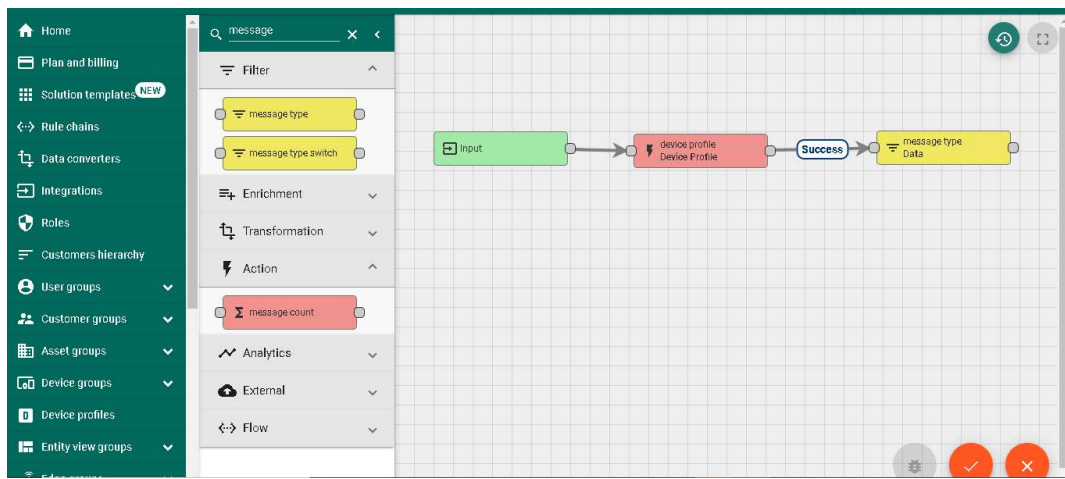 Home
Plan and billing
Solution templates NEW
Rule chains
Data converters
Integrations
Roles
Customers hierarchy
User groups
Customer groups
Asset groups
Device groups
Device profiles
Entity view groups
message
Filter
message type
message type switch
Enrichment
Transformation
Action
message count
Analytics
External
Flow
Input
device profile
Device Profile
Success
message type
Data